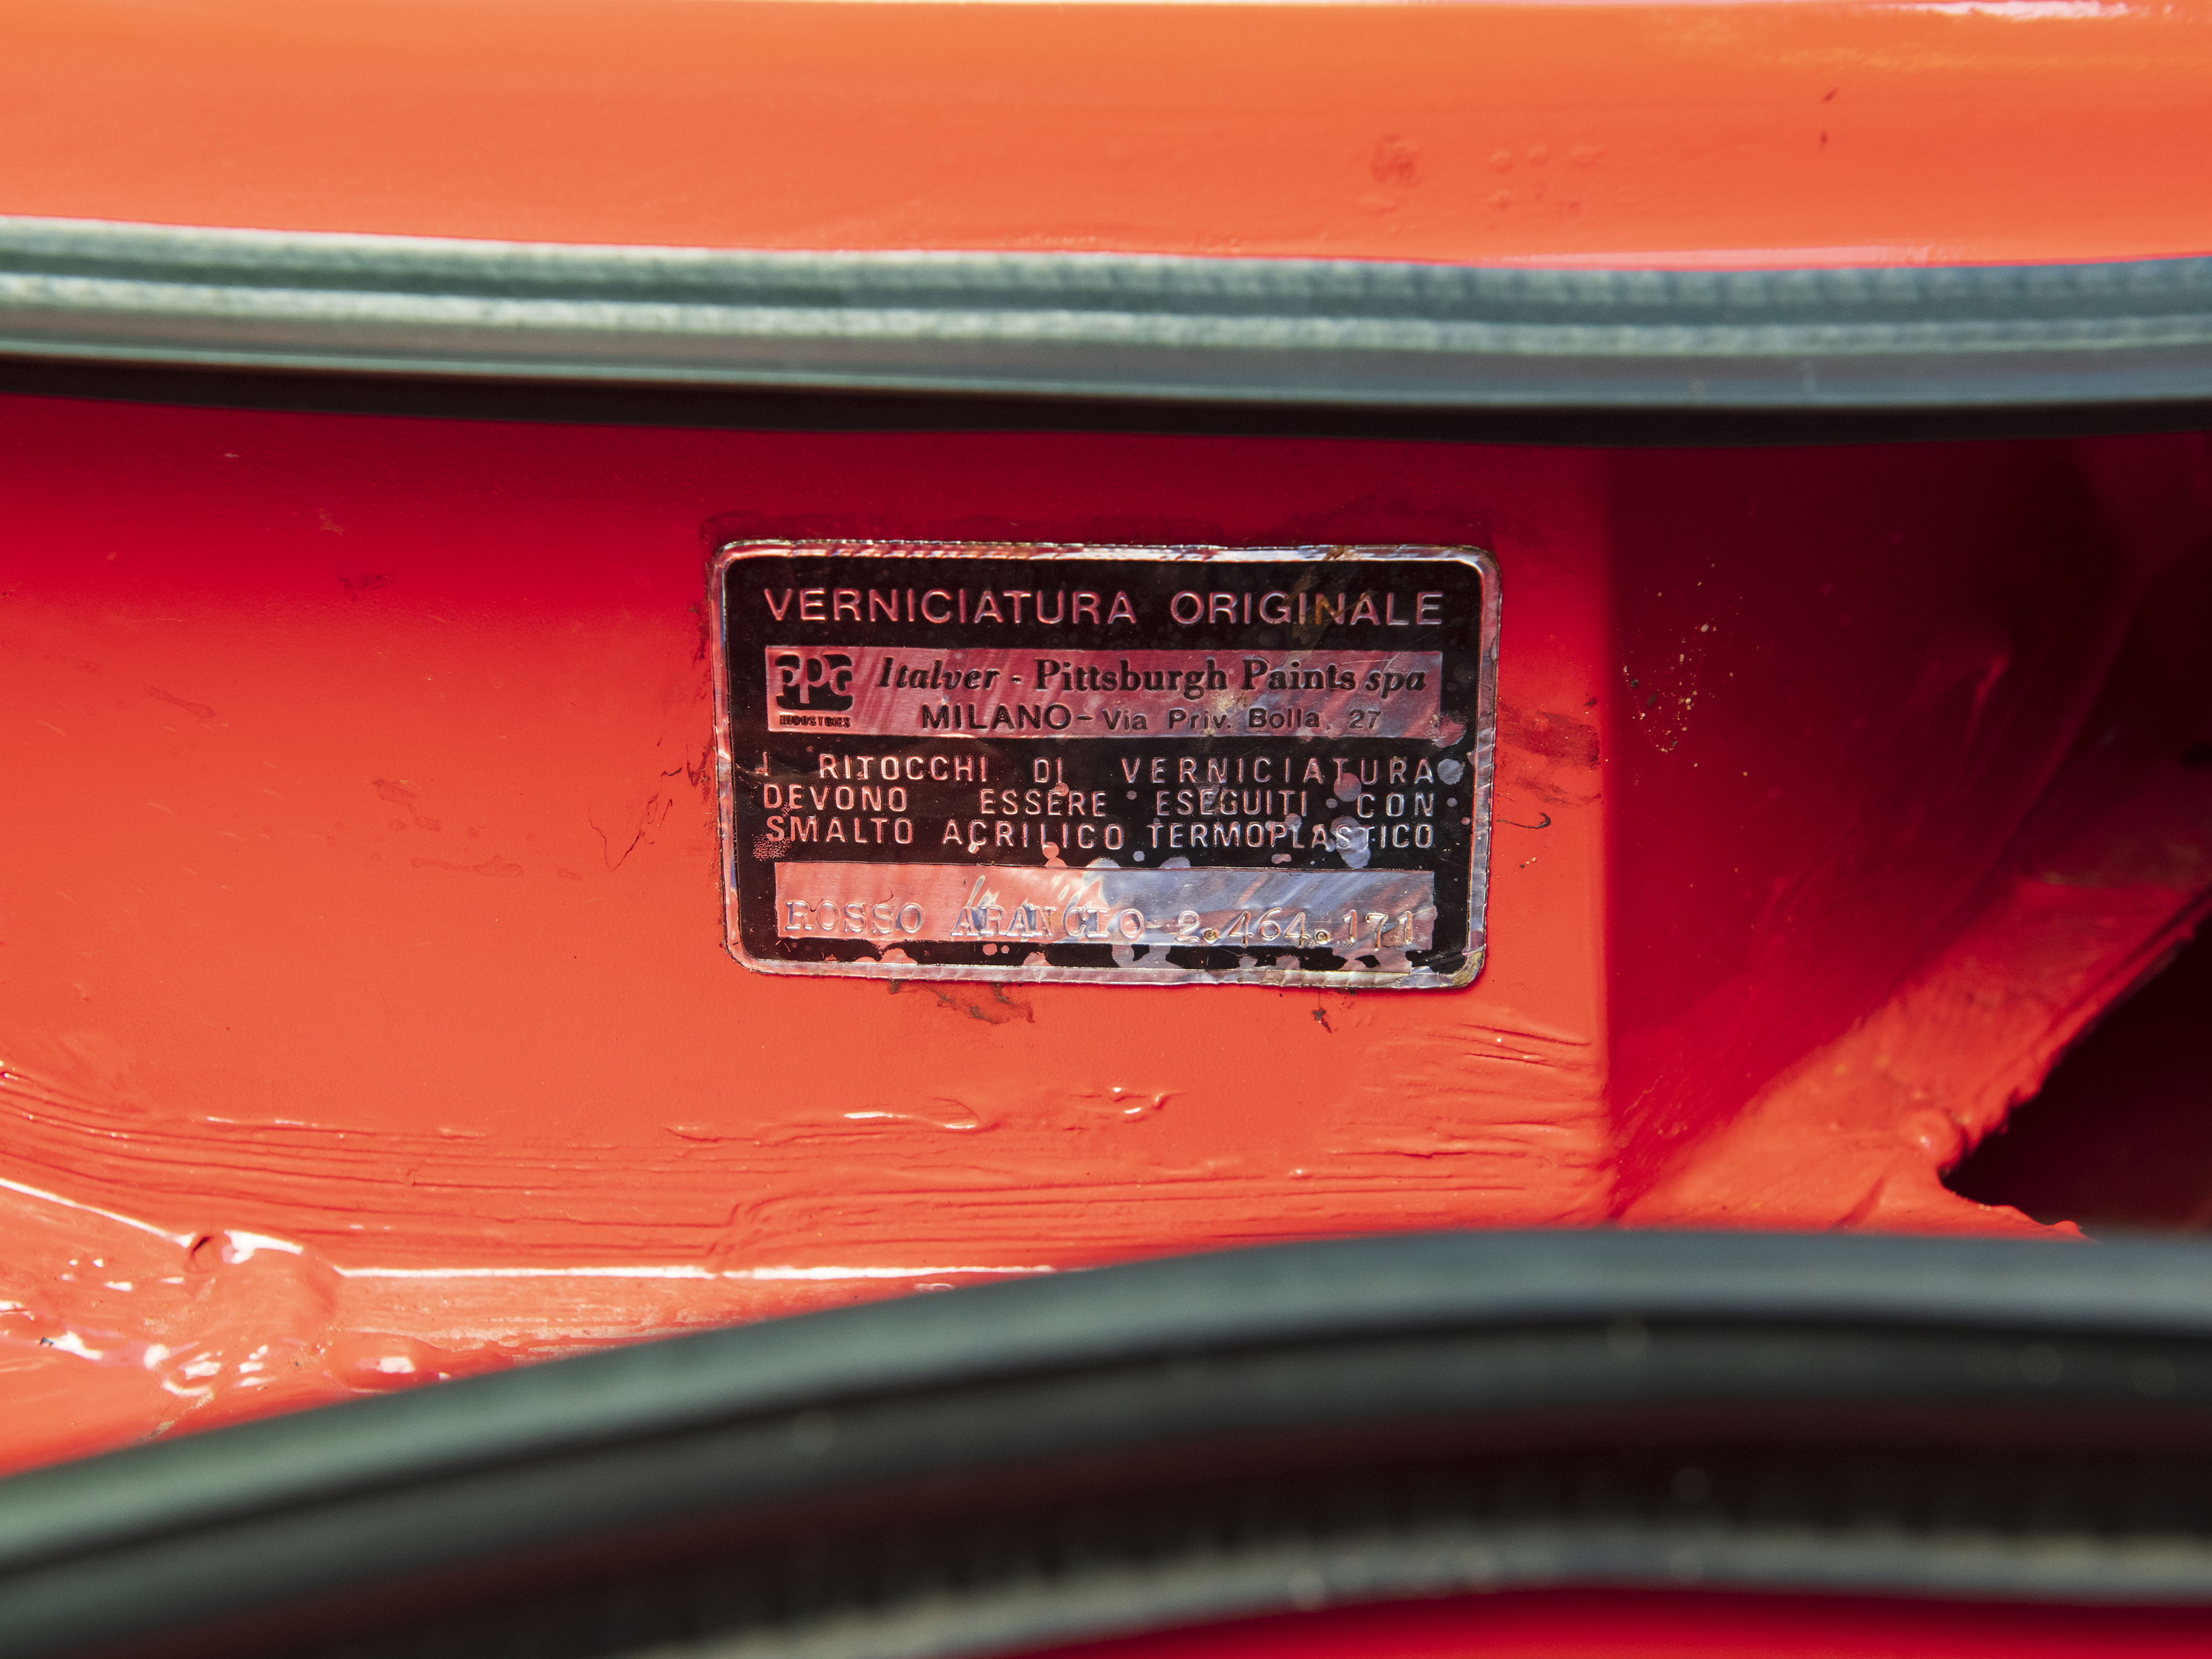 VERNICIATURA ORIGINALE
PPG INDUSTRIES
Italver - Pittsburgh Paints spa
MILANO - Via Priv. Bolla, 27
I RITOCCHI DI VERNICIATURA
DEVONO ESSERE ESEGUITI CON
SMALTO ACRILICO TERMOPLASTICO
ROSSO ARANCIO-2.464.171